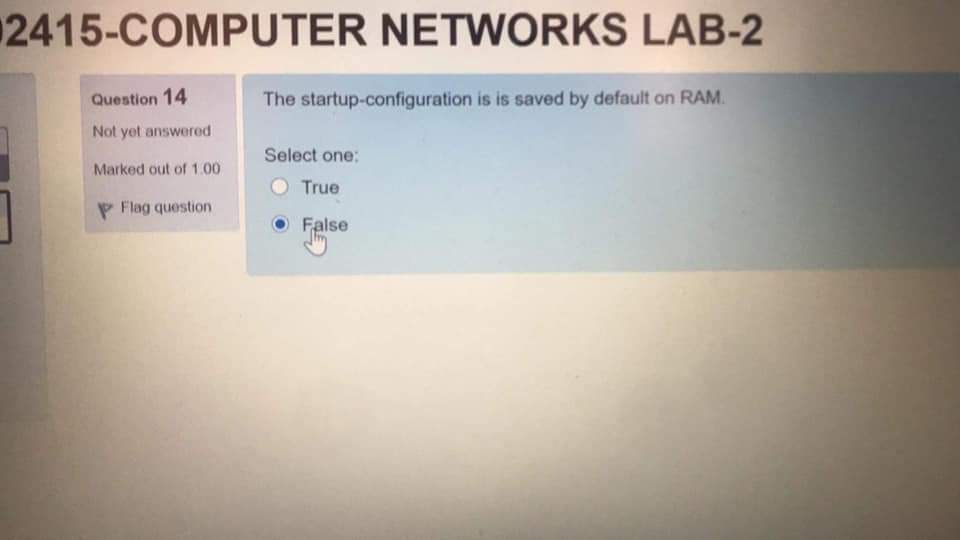 2415-COMPUTER NETWORKS LAB-2
Question 14
Not yet answered
Marked out of 1.00
Flag question
The startup-configuration is is saved by default on RAM.
Select one:
True
False